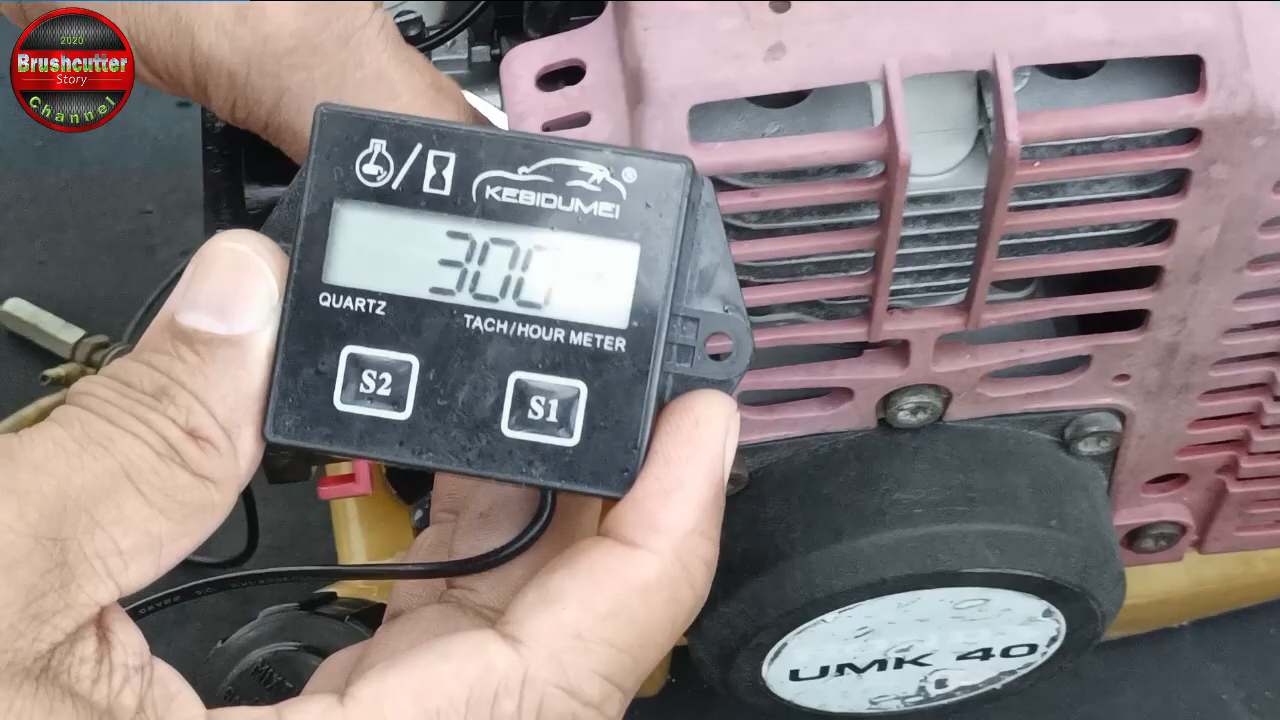 2020
Brushcutter
Story
Channel
KEBIDUMEI®
300
QUARTZ
TACH/HOUR METER
S2
S1
UMK 40